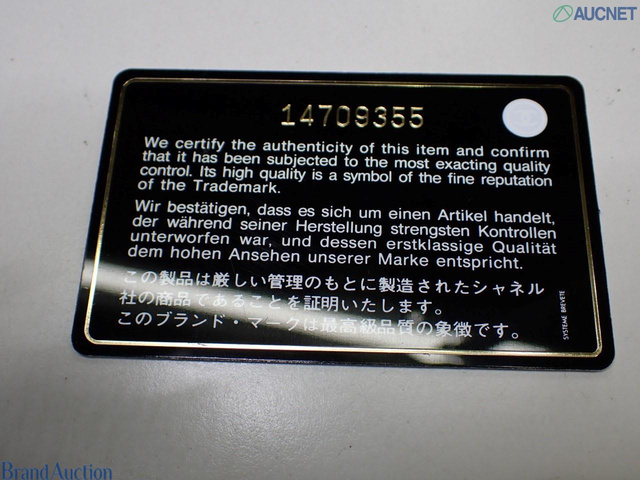 AUCNET
14709355
We certify the authenticity of this item and confirm
that it has been subjected to the most exacting quality
control. Its high quality is a symbol of the fine reputation
of the Trademark.
Wir bestätigen, dass es sich um einen Artikel handelt,
der während seiner Herstellung strengsten Kontrollen
unterworfen war, und dessen erstklassige Qualität
dem hohen Ansehen unserer Marke entspricht.
この製品は厳しい管理のもとに製造されたシャネル
社の商品であることを証明いたします。
このブランド・マークは最高級品質の象徴です。
SYSTEME BREVETE
Brand Auction